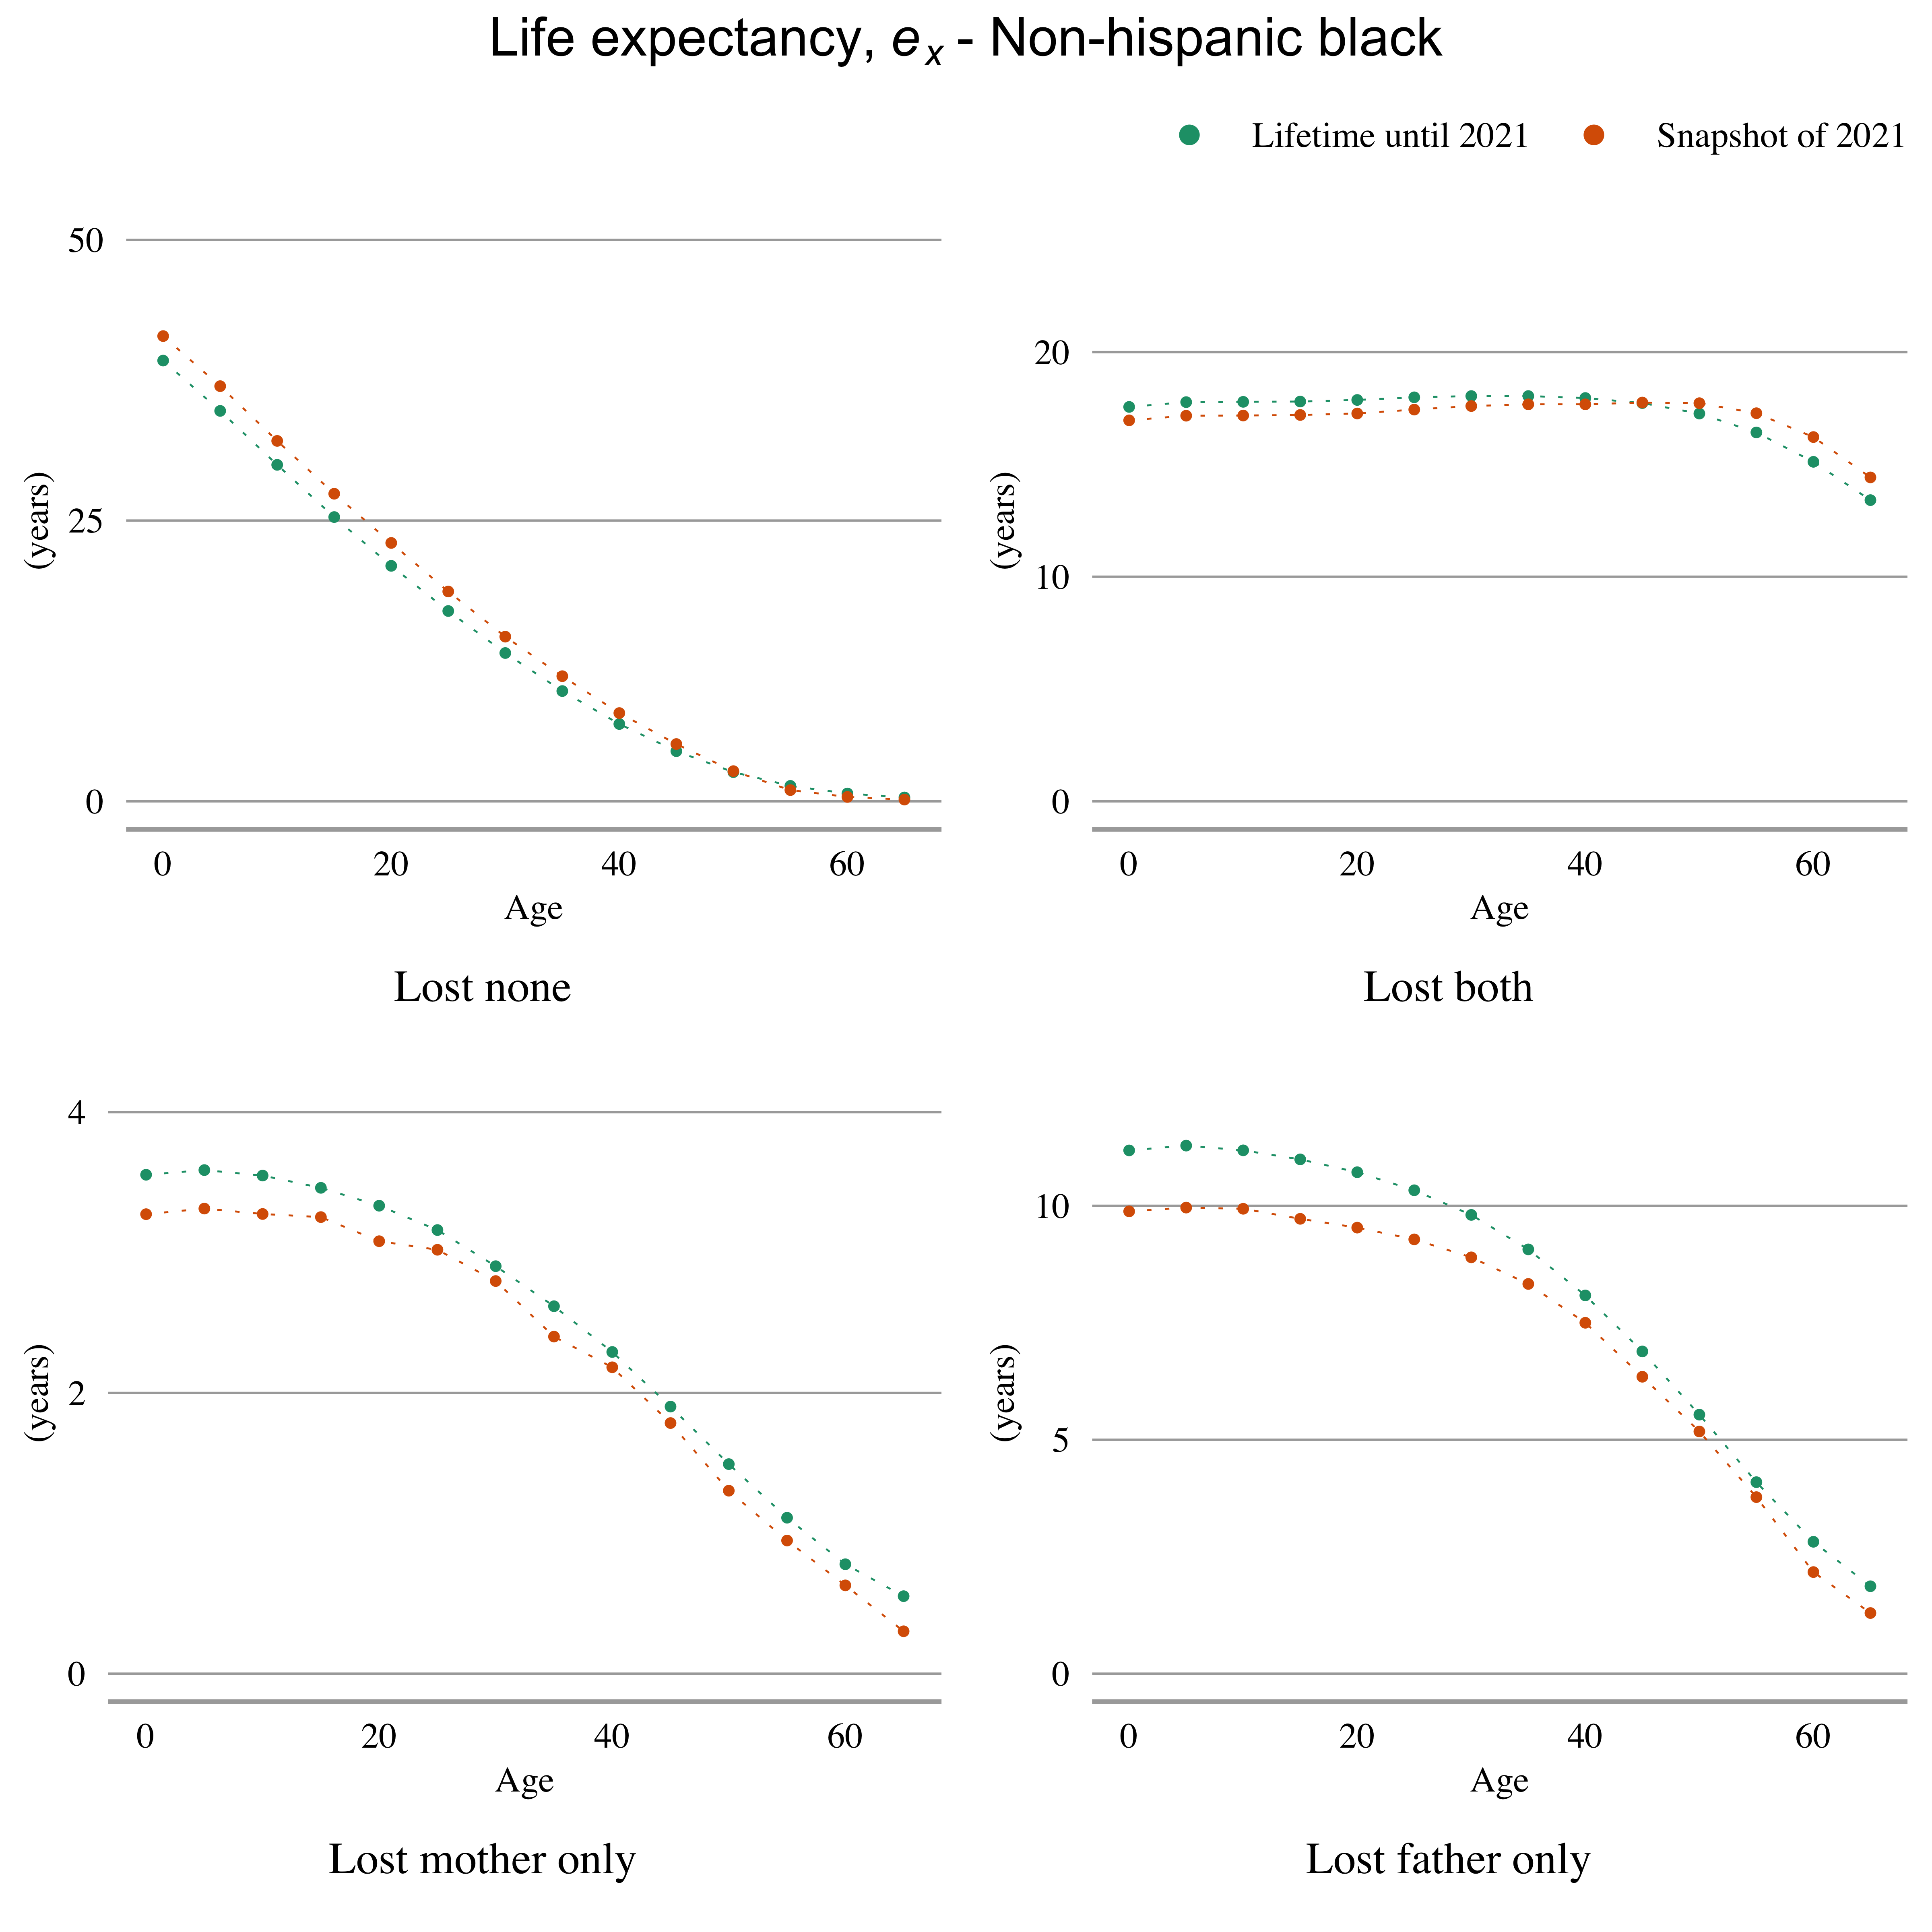 Life expectancy, eₓ - Non-hispanic black
Lifetime until 2021
Snapshot of 2021
50
25
0
(years)
0 20 40 60
Age
Lost none
20
10
0
(years)
0 20 40 60
Age
Lost both
4
2
0
(years)
0 20 40 60
Age
Lost mother only
10
5
0
(years)
0 20 40 60
Age
Lost father only